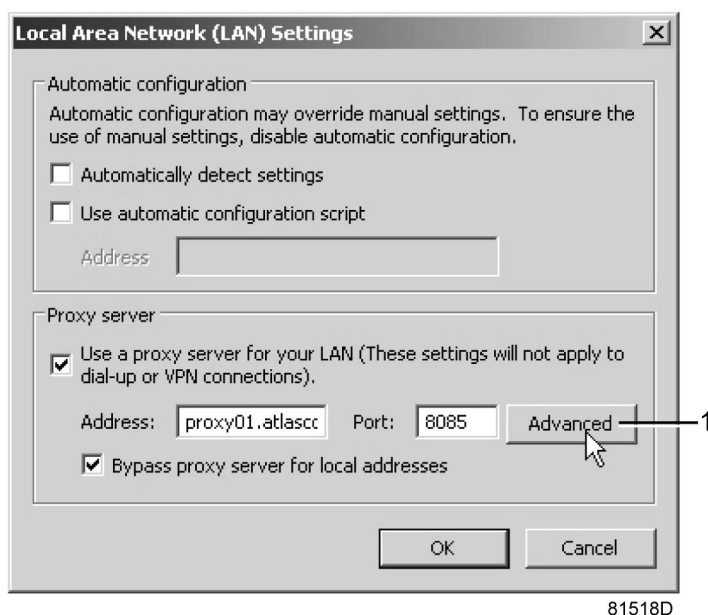 Local Area Network (LAN) Settings
Automatic configuration
Automatic configuration may override manual settings. To ensure the
use of manual settings, disable automatic configuration.
Automatically detect settings
Use automatic configuration script
Address
Proxy server
Use a proxy server for your LAN (These settings will not apply to
dial-up or VPN connections).
Address: proxy01.atlascc Port: 8085 Advanced 1
Bypass proxy server for local addresses
OK Cancel
81518D